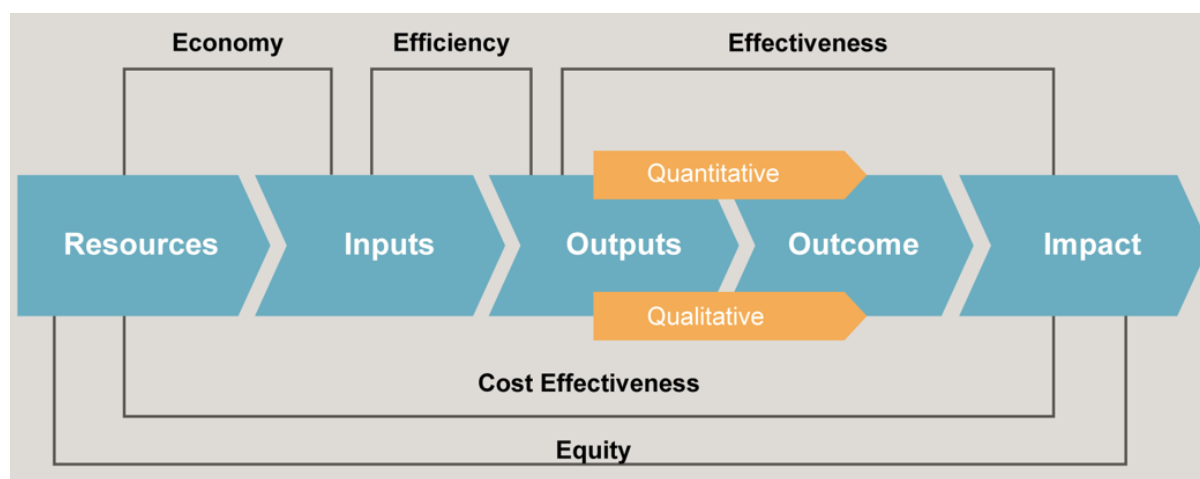 Economy
Efficiency
Effectiveness
Quantitative
Resources
Inputs
Outputs
Outcome
Impact
Qualitative
Cost Effectiveness
Equity